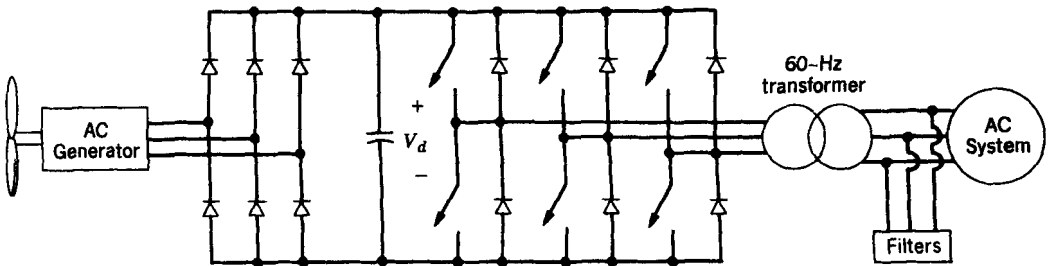 AC
Generator
+
V_d
−
60-Hz
transformer
AC
System
Filters